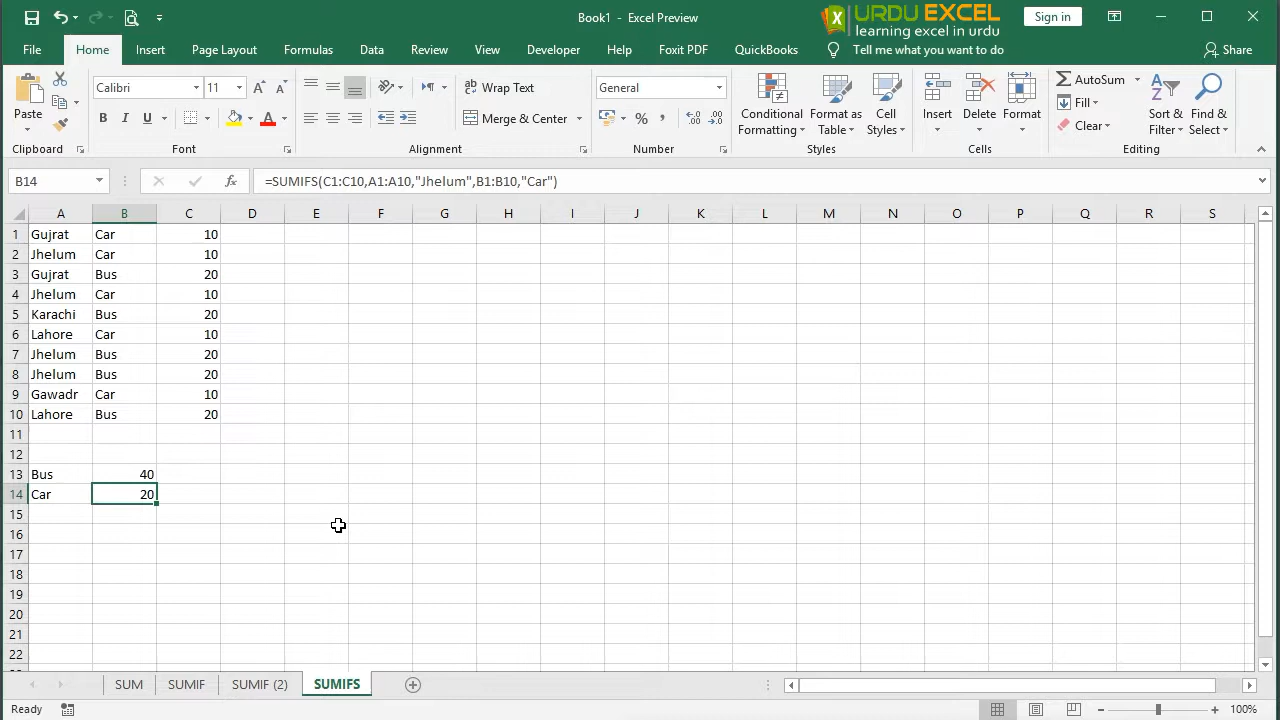 Book1 - Excel Preview
URDU EXCEL
learning excel in urdu
Sign in
File Home Insert Page Layout Formulas Data Review View Developer Help Foxit PDF QuickBooks Tell me what you want to do Share
Paste
Clipboard
Calibri 11
B I U
Font
Wrap Text
Merge & Center
Alignment
General
Number
Conditional Formatting
Format as Table
Cell Styles
Styles
Insert Delete Format
Cells
AutoSum
Fill
Clear
Sort & Filter
Find & Select
Editing
B14 fx =SUMIFS(C1:C10,A1:A10,"Jhelum",B1:B10,"Car")
A B C D E F G H I J K L M N O P Q R S
1 Gujrat Car 10
2 Jhelum Car 10
3 Gujrat Bus 20
4 Jhelum Car 10
5 Karachi Bus 20
6 Lahore Car 10
7 Jhelum Bus 20
8 Jhelum Bus 20
9 Gawadr Car 10
10 Lahore Bus 20
11
12
13 Bus 40
14 Car 20
15
16
17
18
19
20
21
22
SUM SUMIF SUMIF (2) SUMIFS
Ready 100%